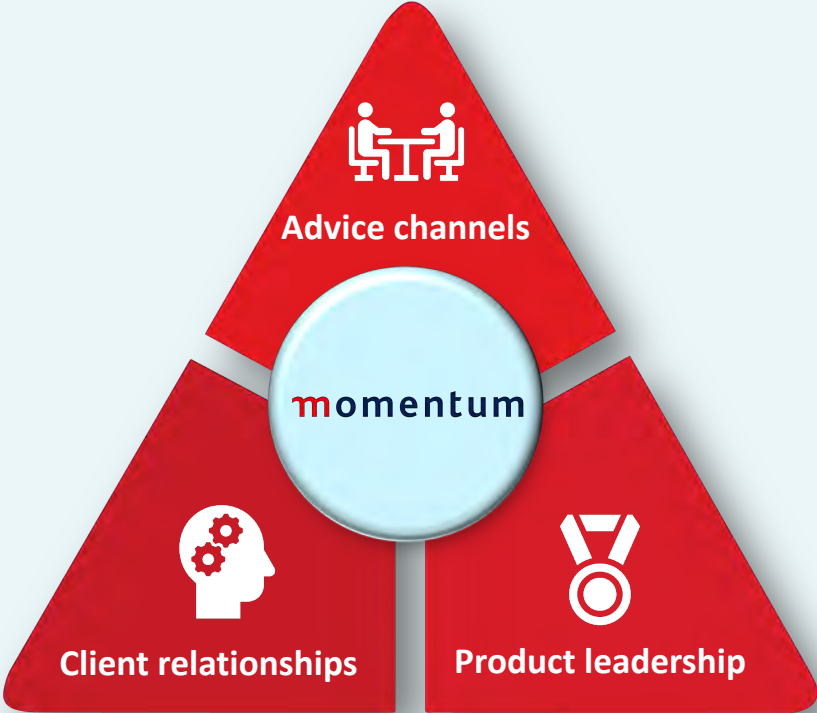 Advice channels
momentum
Client relationships
Product leadership